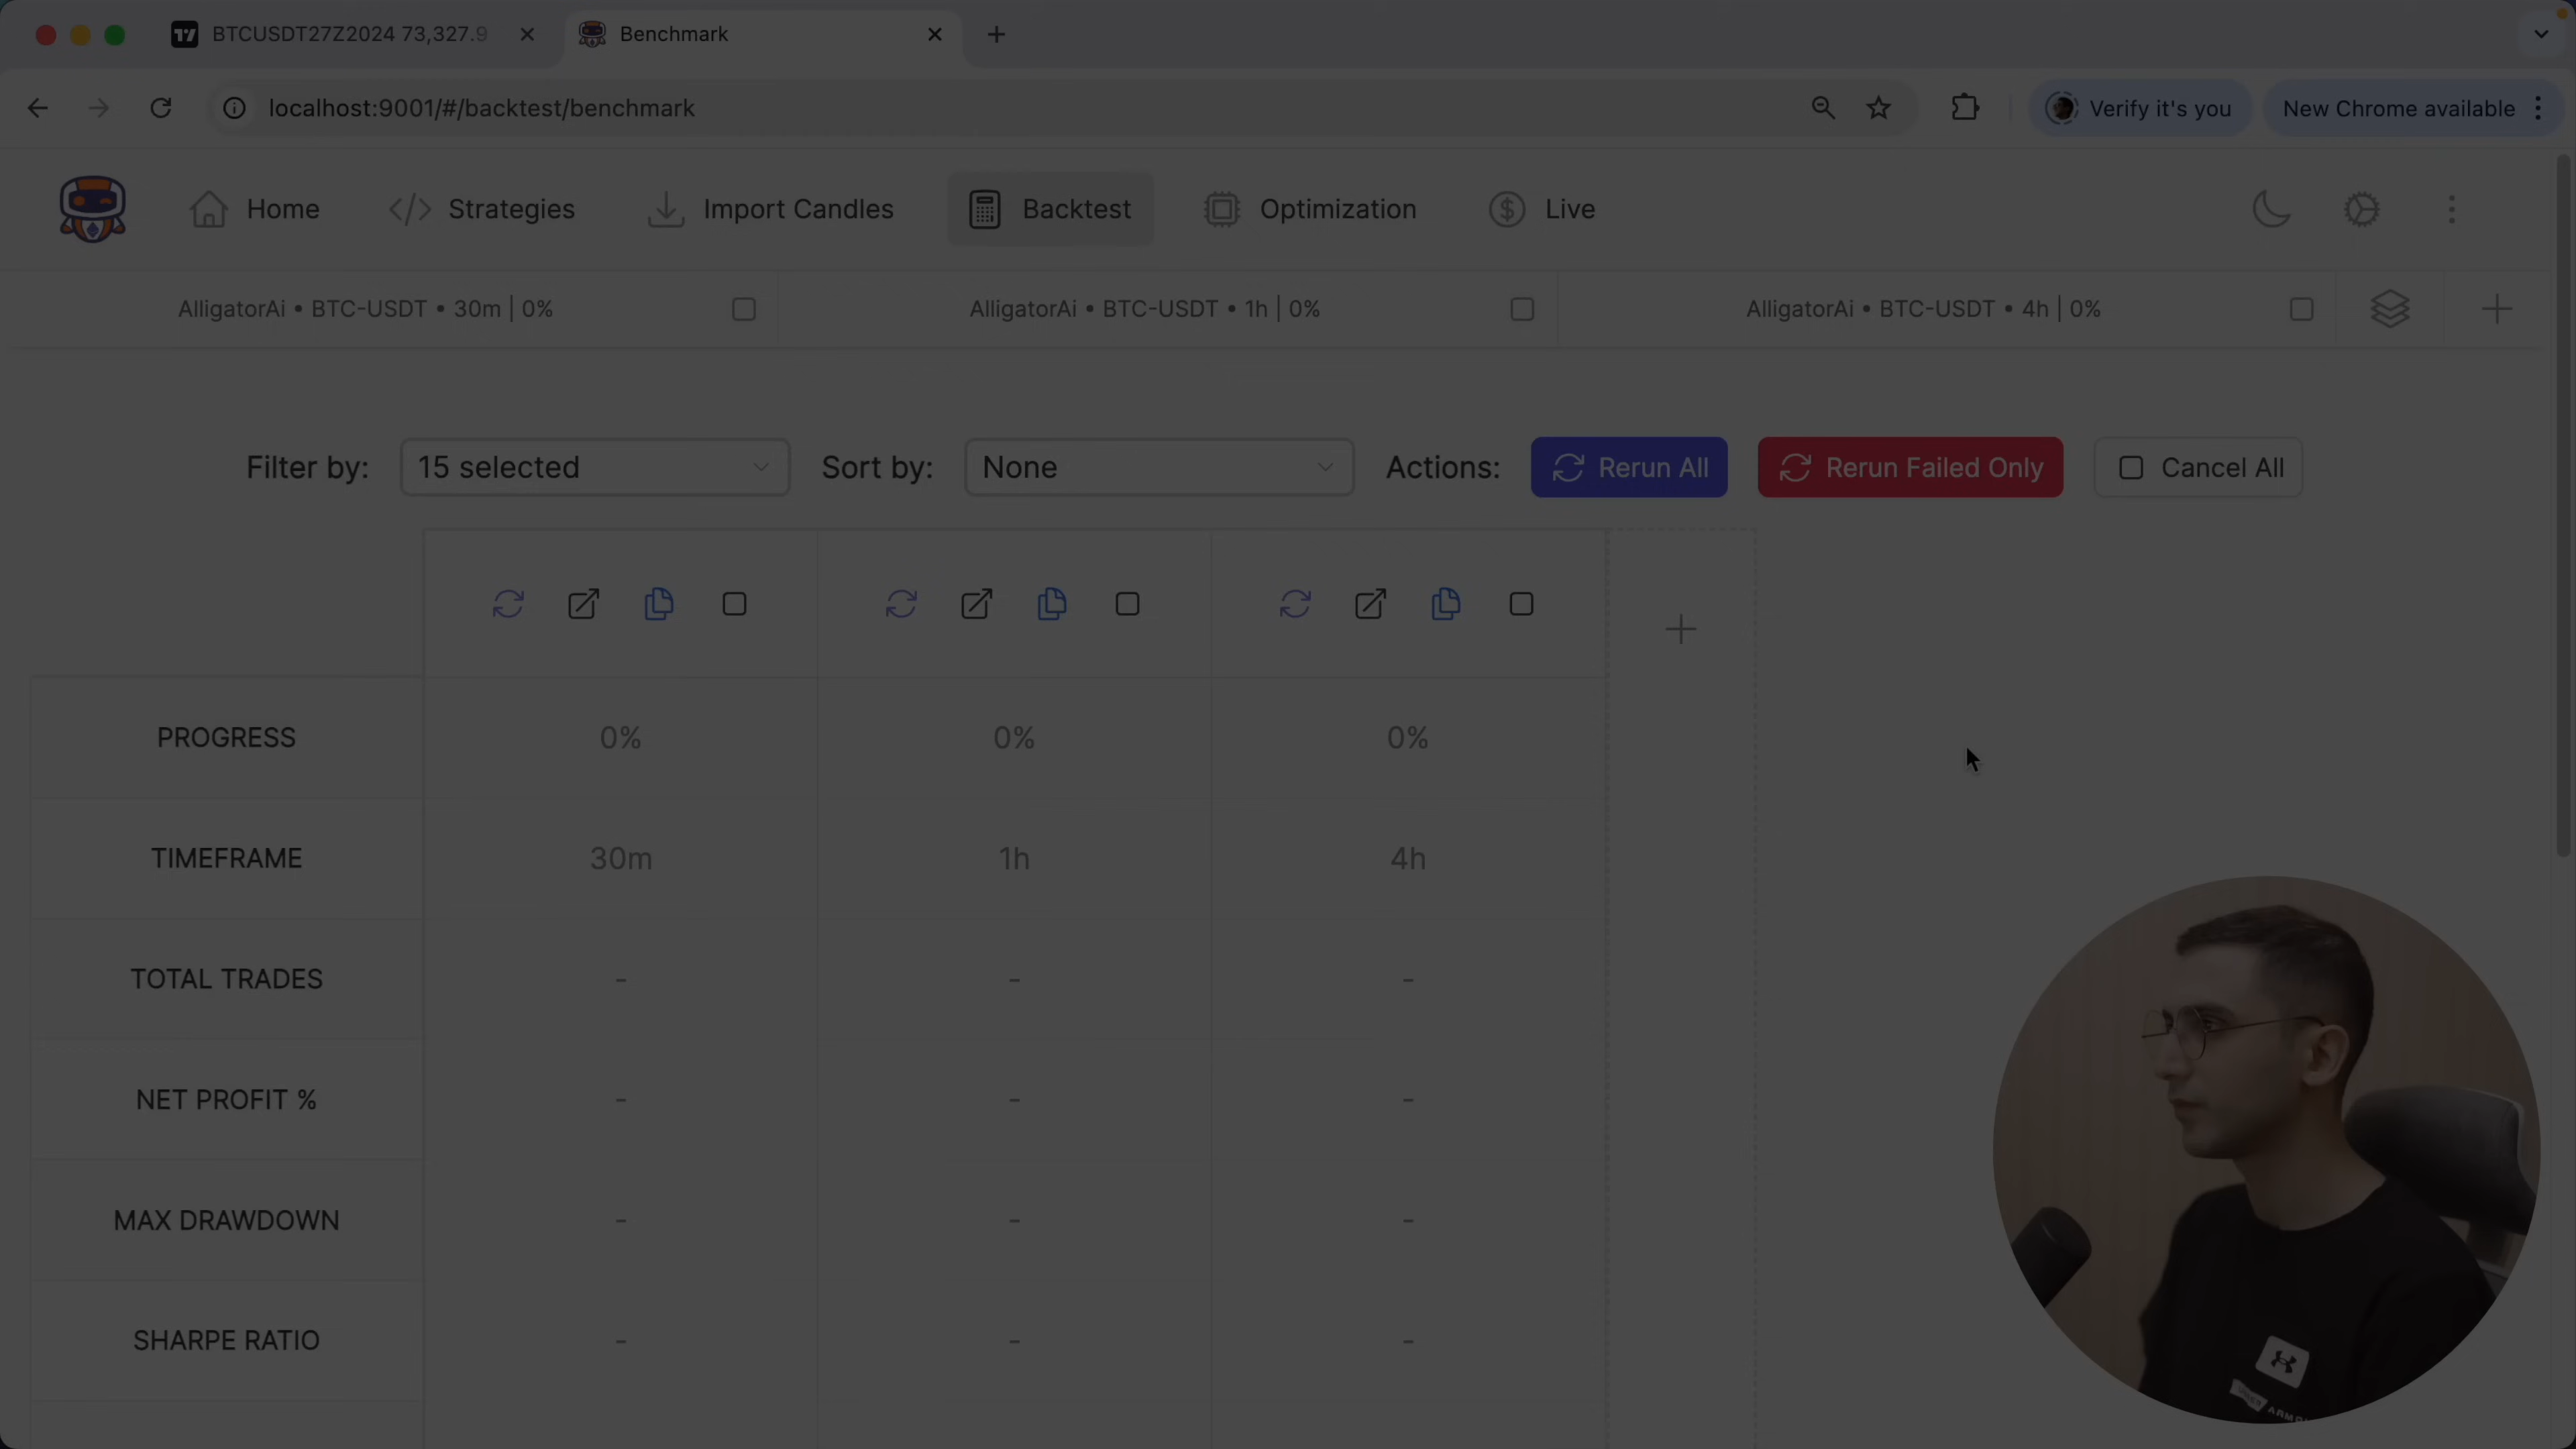 BTCUSDT27Z2024 73,327.9
Benchmark
localhost:9001/#/backtest/benchmark
Verify it's you
New Chrome available
Home
Strategies
Import Candles
Backtest
Optimization
Live
AlligatorAi • BTC-USDT • 30m | 0%
AlligatorAi • BTC-USDT • 1h | 0%
AlligatorAi • BTC-USDT • 4h | 0%
Filter by: 15 selected Sort by: None Actions: Rerun All Rerun Failed Only Cancel All
PROGRESS 0% 0% 0%
TIMEFRAME 30m 1h 4h
TOTAL TRADES - - -
NET PROFIT % - - -
MAX DRAWDOWN - - -
SHARPE RATIO - - -